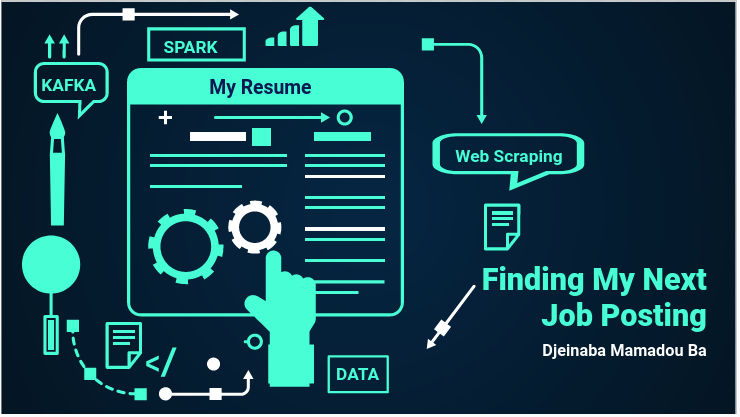 SPARK
KAFKA
My Resume
Web Scraping
</>
Finding My Next
Job Posting
Djeinaba Mamadou Ba
DATA